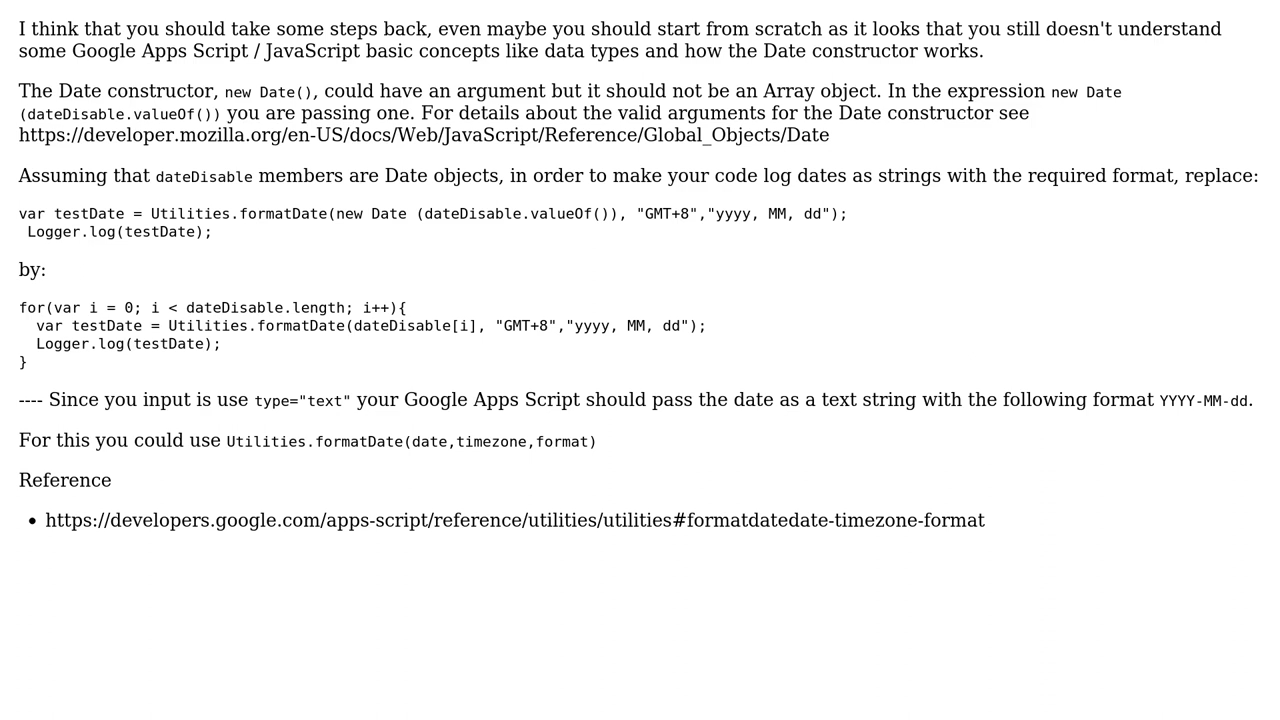 I think that you should take some steps back, even maybe you should start from scratch as it looks that you still doesn't understand
some Google Apps Script / JavaScript basic concepts like data types and how the Date constructor works.
The Date constructor, new Date(), could have an argument but it should not be an Array object. In the expression new Date
(dateDisable.valueOf()) you are passing one. For details about the valid arguments for the Date constructor see
https://developer.mozilla.org/en-US/docs/Web/JavaScript/Reference/Global_Objects/Date
Assuming that dateDisable members are Date objects, in order to make your code log dates as strings with the required format, replace:
var testDate = Utilities.formatDate(new Date (dateDisable.valueOf()), "GMT+8","yyyy, MM, dd");
 Logger.log(testDate);
by:
for(var i = 0; i < dateDisable.length; i++){
  var testDate = Utilities.formatDate(dateDisable[i], "GMT+8","yyyy, MM, dd");
  Logger.log(testDate);
}
---- Since you input is use type="text" your Google Apps Script should pass the date as a text string with the following format YYYY-MM-dd.
For this you could use Utilities.formatDate(date,timezone,format)
Reference
• https://developers.google.com/apps-script/reference/utilities/utilities#formatdatedate-timezone-format